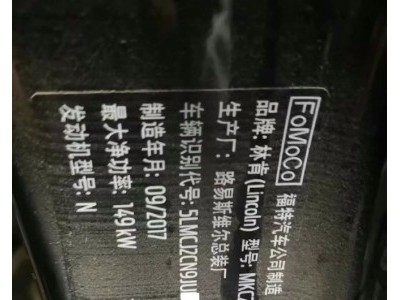 FoMoCo 福特汽车公司制造
品牌: 林肯(Lincoln) 型号: MKC
生产厂: 路易斯维尔总装厂
车辆识别代号: 5LMCJ2CN9JU
制造年月: 09/2017
最大净功率: 149kW
发动机型号: N